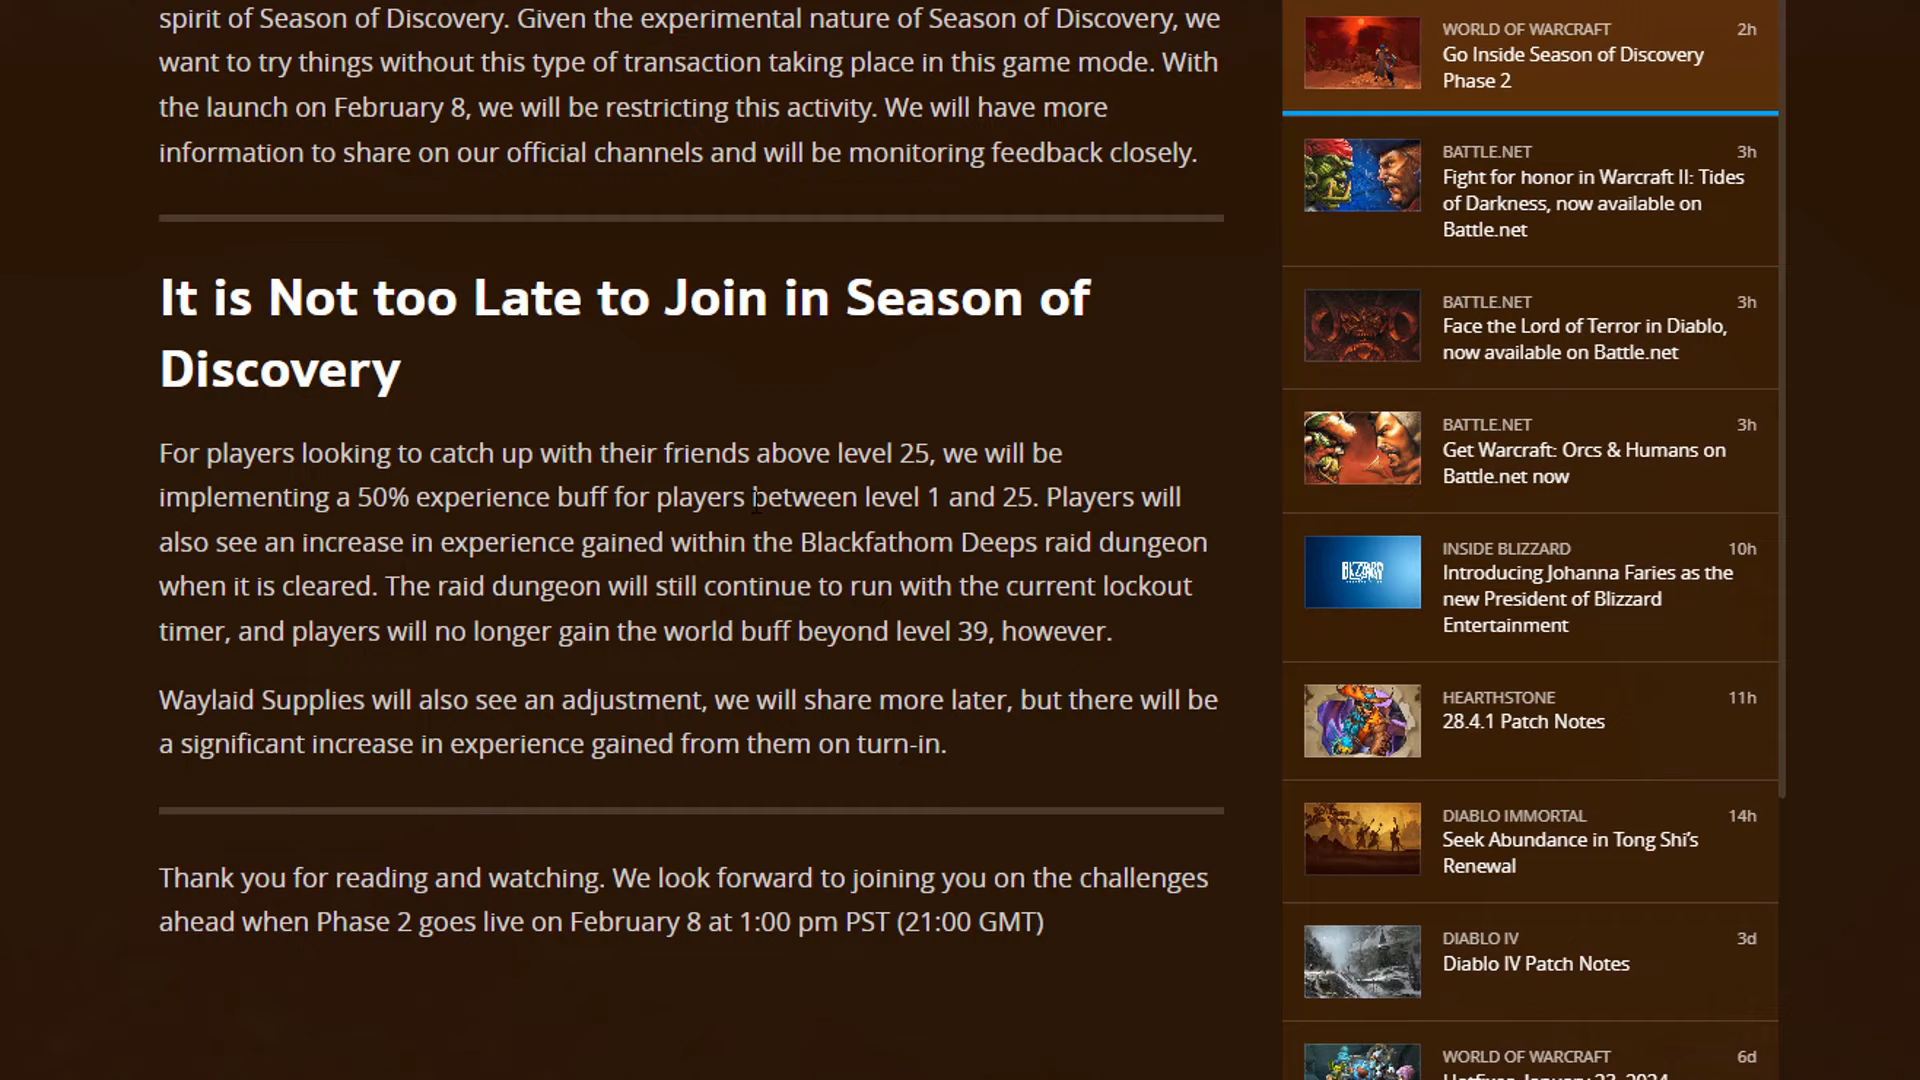 spirit of Season of Discovery. Given the experimental nature of Season of Discovery, we
want to try things without this type of transaction taking place in this game mode. With
the launch on February 8, we will be restricting this activity. We will have more
information to share on our official channels and will be monitoring feedback closely.
It is Not too Late to Join in Season of
Discovery
For players looking to catch up with their friends above level 25, we will be
implementing a 50% experience buff for players between level 1 and 25. Players will
also see an increase in experience gained within the Blackfathom Deeps raid dungeon
when it is cleared. The raid dungeon will still continue to run with the current lockout
timer, and players will no longer gain the world buff beyond level 39, however.
Waylaid Supplies will also see an adjustment, we will share more later, but there will be
a significant increase in experience gained from them on turn-in.
Thank you for reading and watching. We look forward to joining you on the challenges
ahead when Phase 2 goes live on February 8 at 1:00 pm PST (21:00 GMT)
WORLD OF WARCRAFT 2h
Go Inside Season of Discovery
Phase 2
BATTLE.NET 3h
Fight for honor in Warcraft II: Tides
of Darkness, now available on
Battle.net
BATTLE.NET 3h
Face the Lord of Terror in Diablo,
now available on Battle.net
BATTLE.NET 3h
Get Warcraft: Orcs & Humans on
Battle.net now
BLIZZARD
INSIDE BLIZZARD 10h
Introducing Johanna Faries as the
new President of Blizzard
Entertainment
HEARTHSTONE 11h
28.4.1 Patch Notes
DIABLO IMMORTAL 14h
Seek Abundance in Tong Shi's
Renewal
DIABLO IV 3d
Diablo IV Patch Notes
WORLD OF WARCRAFT 6d
Hotfixes: January 23, 2024